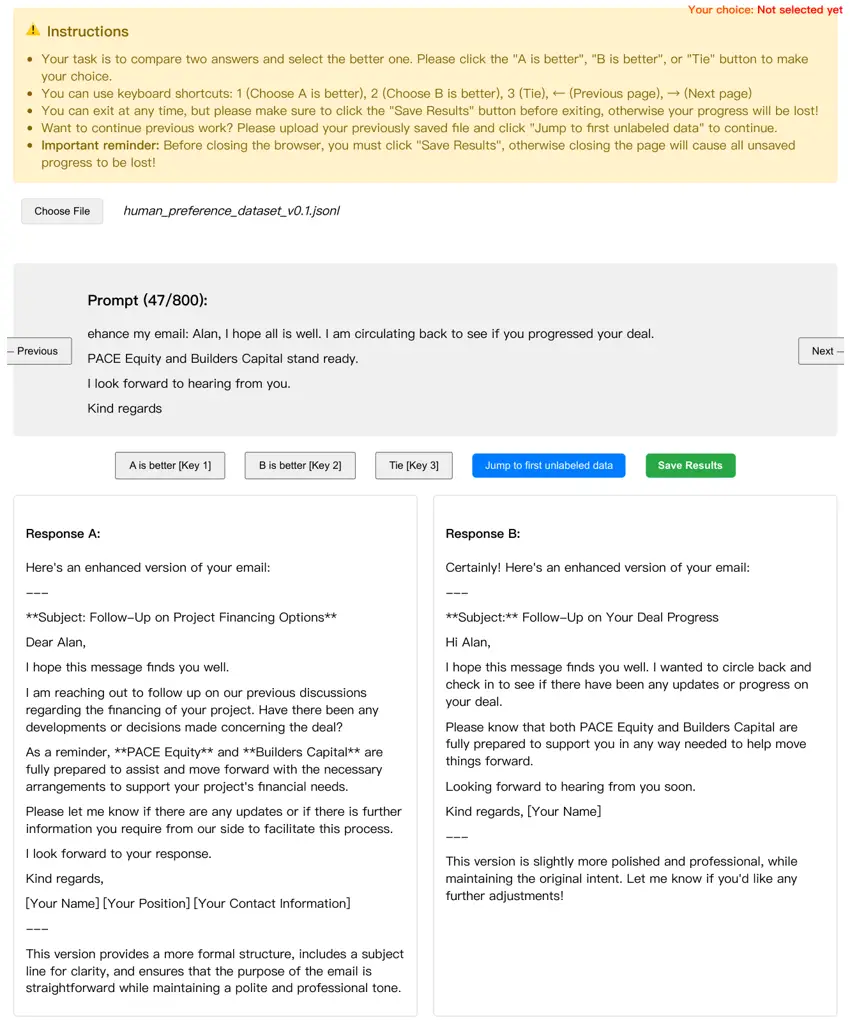 Your choice: Not selected yet
⚠️ Instructions
• Your task is to compare two answers and select the better one. Please click the "A is better", "B is better", or "Tie" button to make
your choice.
• You can use keyboard shortcuts: 1 (Choose A is better), 2 (Choose B is better), 3 (Tie), ← (Previous page), → (Next page)
• You can exit at any time, but please make sure to click the "Save Results" button before exiting, otherwise your progress will be lost!
• Want to continue previous work? Please upload your previously saved file and click "Jump to first unlabeled data" to continue.
• Important reminder: Before closing the browser, you must click "Save Results", otherwise closing the page will cause all unsaved
progress to be lost!
Choose File human_preference_dataset_v0.1.jsonl
Prompt (47/800):
ehance my email: Alan, I hope all is well. I am circulating back to see if you progressed your deal.
— Previous
Next —
PACE Equity and Builders Capital stand ready.
I look forward to hearing from you.
Kind regards
A is better [Key 1] B is better [Key 2] Tie [Key 3] Jump to first unlabeled data Save Results
Response A:
Here's an enhanced version of your email:
---
**Subject: Follow-Up on Project Financing Options**
Dear Alan,
I hope this message finds you well.
I am reaching out to follow up on our previous discussions
regarding the financing of your project. Have there been any
developments or decisions made concerning the deal?
As a reminder, **PACE Equity** and **Builders Capital** are
fully prepared to assist and move forward with the necessary
arrangements to support your project's financial needs.
Please let me know if there are any updates or if there is further
information you require from our side to facilitate this process.
I look forward to your response.
Kind regards,
[Your Name] [Your Position] [Your Contact Information]
---
This version provides a more formal structure, includes a subject
line for clarity, and ensures that the purpose of the email is
straightforward while maintaining a polite and professional tone.
Response B:
Certainly! Here's an enhanced version of your email:
---
**Subject:** Follow-Up on Your Deal Progress
Hi Alan,
I hope this message finds you well. I wanted to circle back and
check in to see if there have been any updates or progress on
your deal.
Please know that both PACE Equity and Builders Capital are
fully prepared to support you in any way needed to help move
things forward.
Looking forward to hearing from you soon.
Kind regards, [Your Name]
---
This version is slightly more polished and professional, while
maintaining the original intent. Let me know if you'd like any
further adjustments!